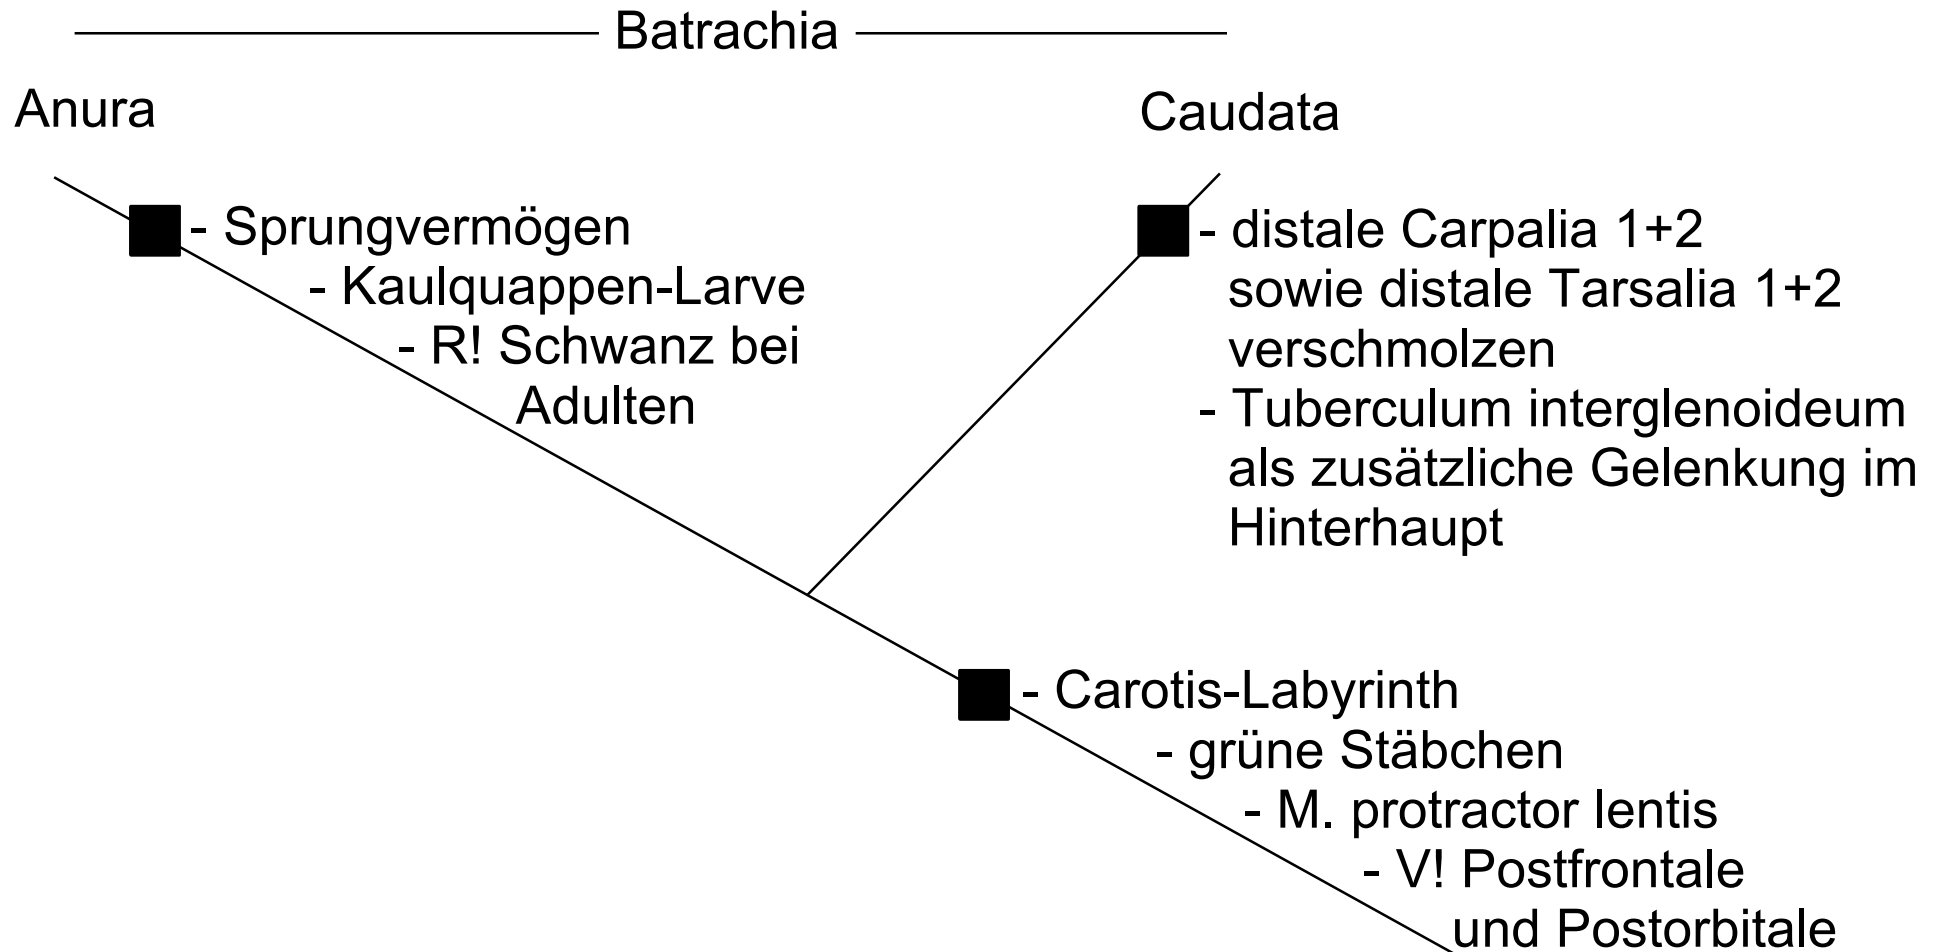 Batrachia
Anura
Caudata
- Sprungvermögen
- Kaulquappen-Larve
- R! Schwanz bei
Adulten
- distale Carpalia 1+2
sowie distale Tarsalia 1+2
verschmolzen
- Tuberculum interglenoideum
als zusätzliche Gelenkung im
Hinterhaupt
- Carotis-Labyrinth
- grüne Stäbchen
- M. protractor lentis
- V! Postfrontale
und Postorbitale